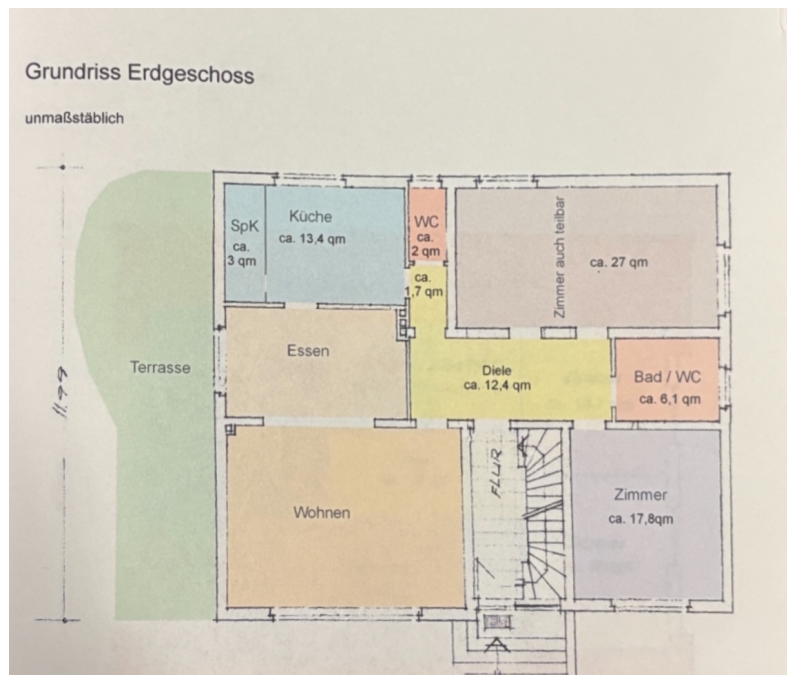 Grundriss Erdgeschoss
unmaßstäblich
SpK
ca.
3 qm
Küche
ca. 13,4 qm
WC
ca.
2 qm
ca.
1,7 qm
Zimmer auch teilbar
ca. 27 qm
Terrasse
11.99
Essen
Diele
ca. 12,4 qm
Bad / WC
ca. 6,1 qm
Wohnen
FLUR
Zimmer
ca. 17,8qm